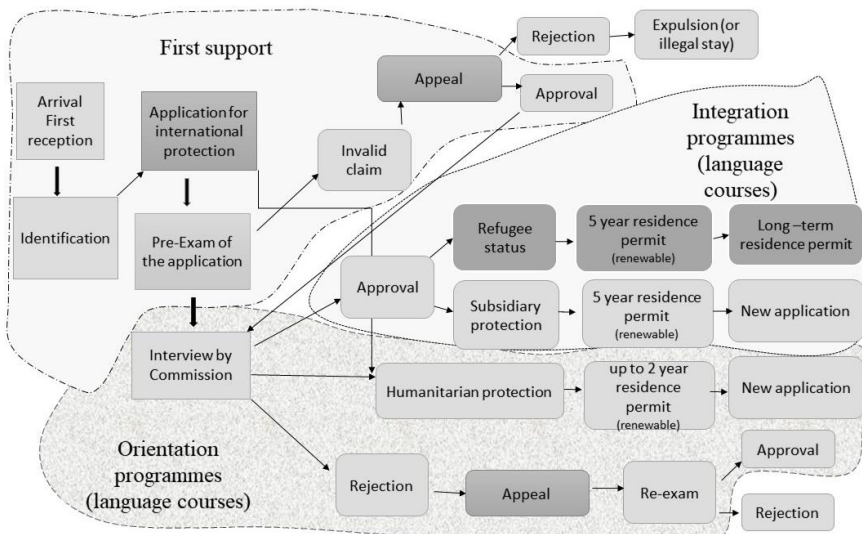 First support
Arrival
First
reception
Application for
international
protection
Identification
Pre-Exam of
the application
Invalid
claim
Appeal
Rejection
Expulsion (or
illegal stay)
Approval
Integration
programmes
(language
courses)
Approval
Refugee
status
5 year residence
permit
(renewable)
Long –term
residence permit
Subsidiary
protection
5 year residence
permit
(renewable)
New application
Interview by
Commission
Humanitarian protection
up to 2 year
residence
permit
(renewable)
New application
Orientation
programmes
(language courses)
Rejection
Appeal
Re-exam
Approval
Rejection